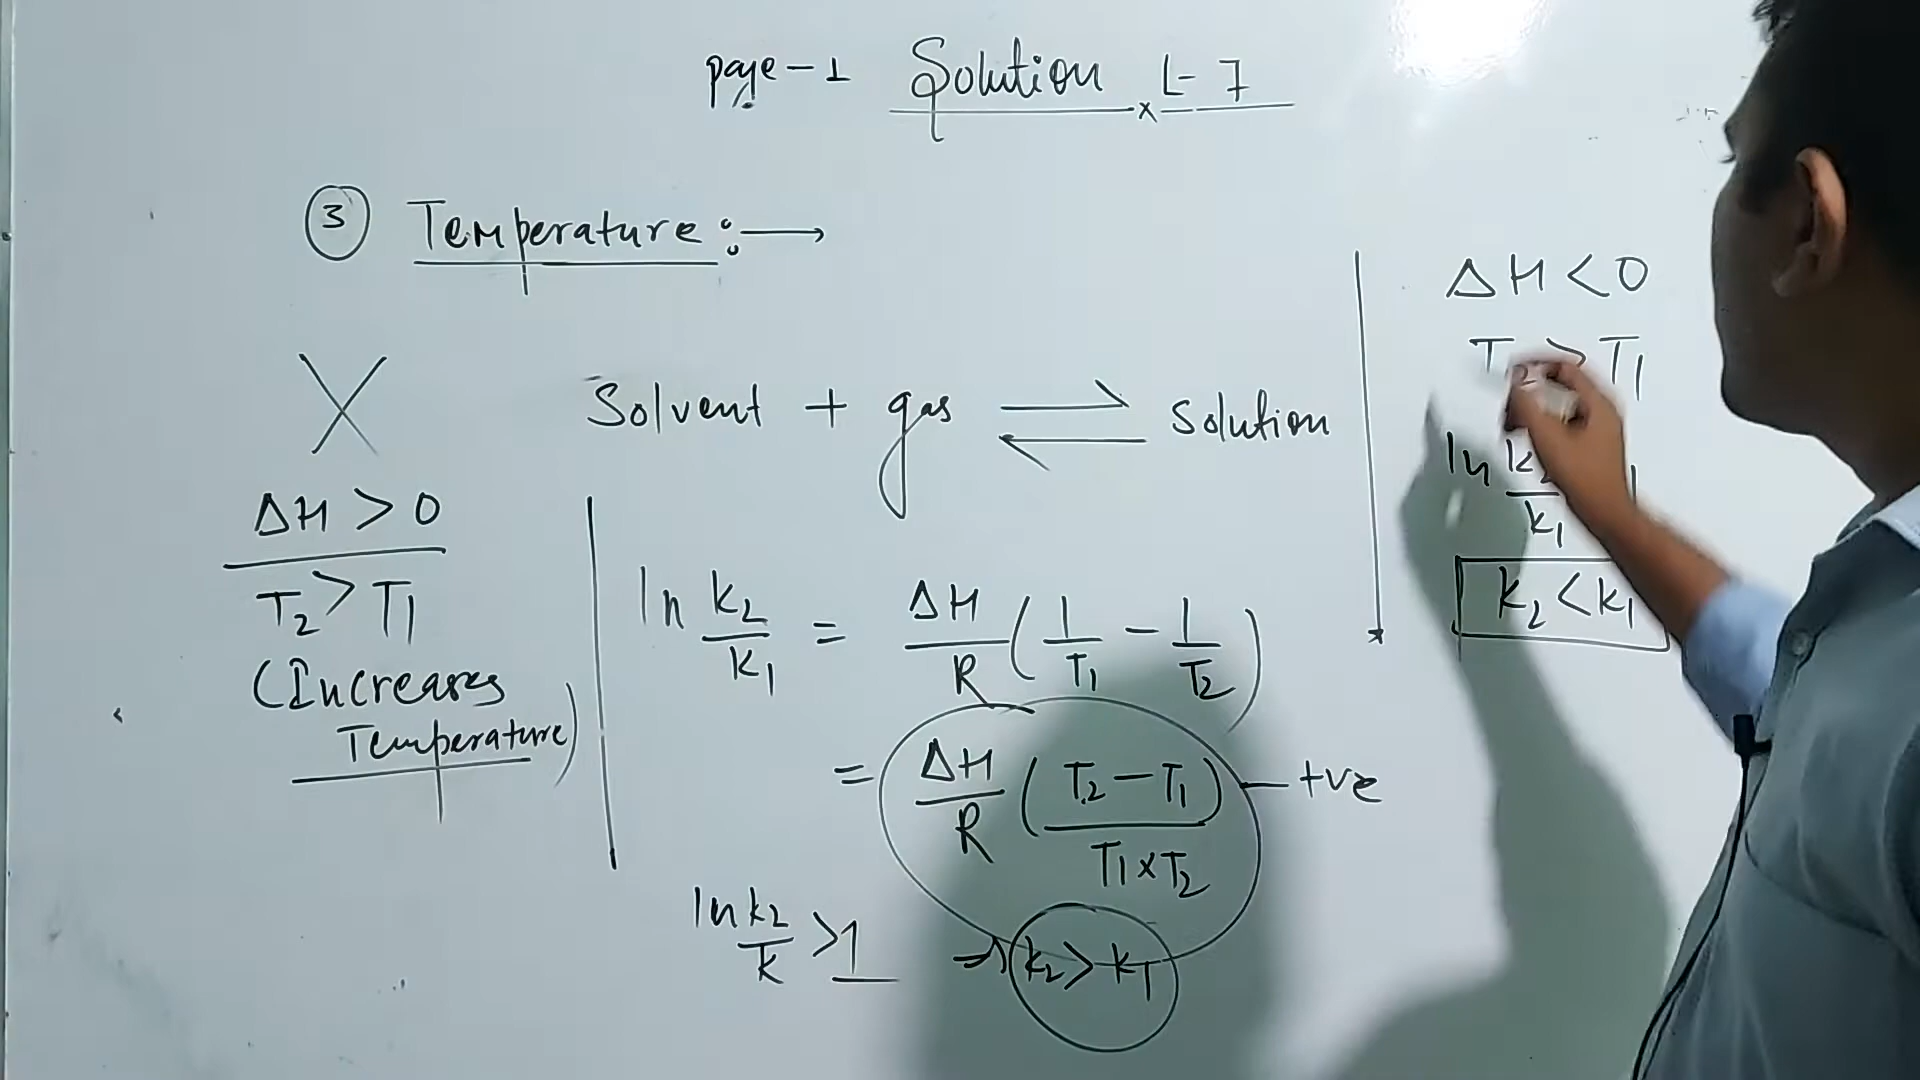 page-1 Solution L-7
③ Temperature:→
X
Solvent + gas ⇌ Solution
ΔH > 0
T2 > T1
(Increases
Temperature)
ln k2/k1 = ΔH/R (1/T1 - 1/T2)
= ΔH/R (T2 - T1 / T1 x T2) — +ve
ln k2/k > 1 ⇒ k2 > k1
ΔH < 0
T2 > T1
ln k2/k1
k2 < k1